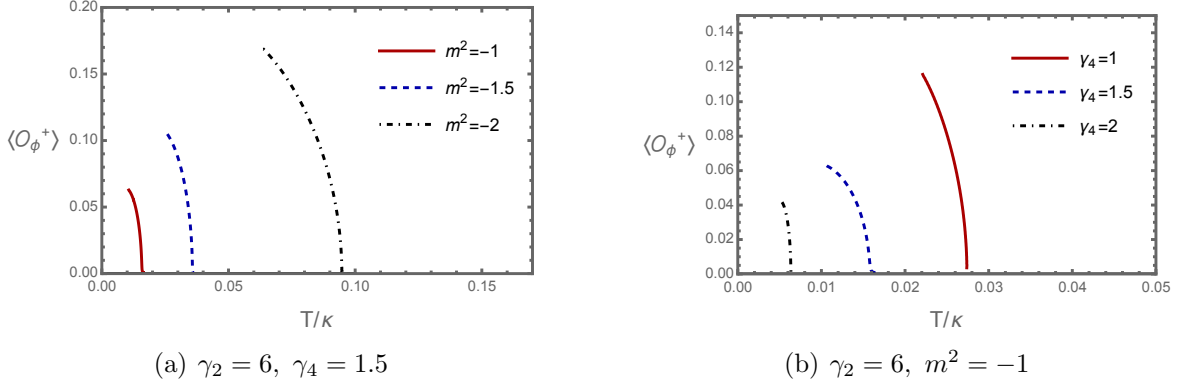 0.20
0.15
0.10
0.05
0.00
⟨O_ϕ^+⟩
m²=−1
m²=−1.5
m²=−2
0.00 0.05 0.10 0.15
T/κ
(a) γ₂ = 6, γ₄ = 1.5
0.14
0.12
0.10
0.08
0.06
0.04
0.02
0.00
⟨O_ϕ^+⟩
γ₄=1
γ₄=1.5
γ₄=2
0.00 0.01 0.02 0.03 0.04 0.05
T/κ
(b) γ₂ = 6, m² = −1